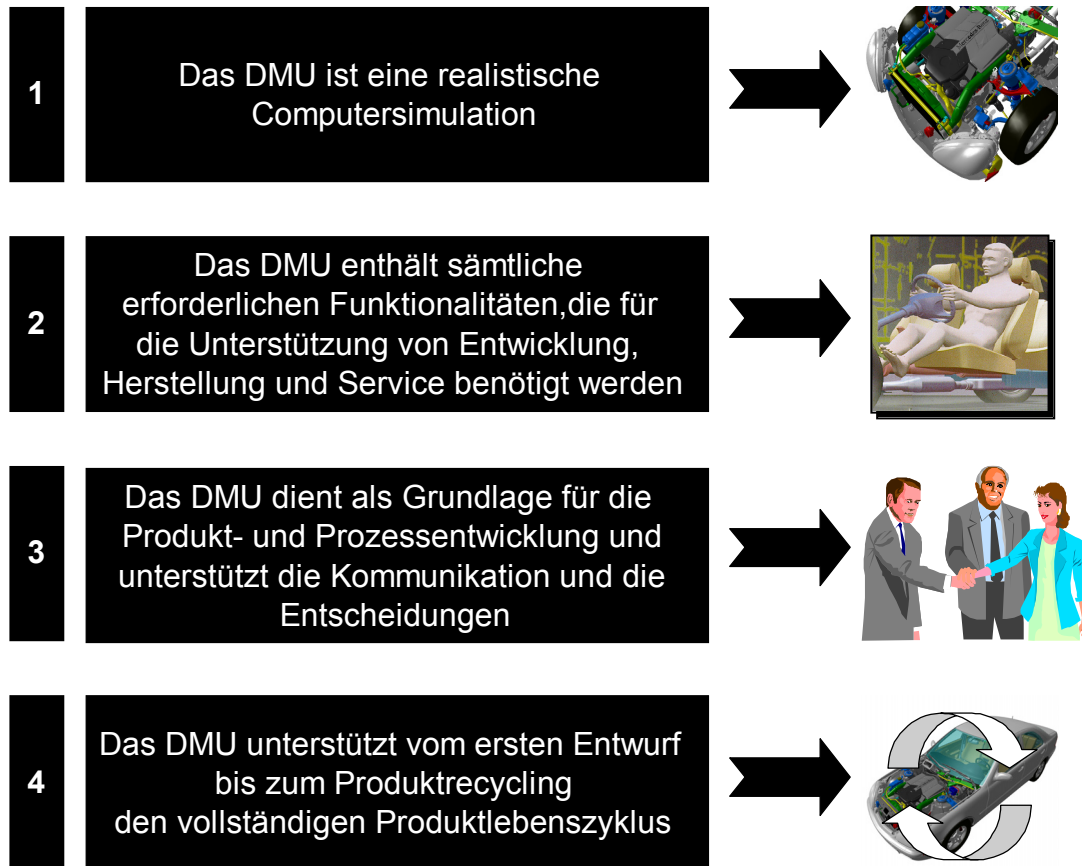 1
Das DMU ist eine realistische
Computersimulation
Mercedes-Benz
2
Das DMU enthält sämtliche
erforderlichen Funktionalitäten,die für
die Unterstützung von Entwicklung,
Herstellung und Service benötigt werden
3
Das DMU dient als Grundlage für die
Produkt- und Prozessentwicklung und
unterstützt die Kommunikation und die
Entscheidungen
4
Das DMU unterstützt vom ersten Entwurf
bis zum Produktrecycling
den vollständigen Produktlebenszyklus